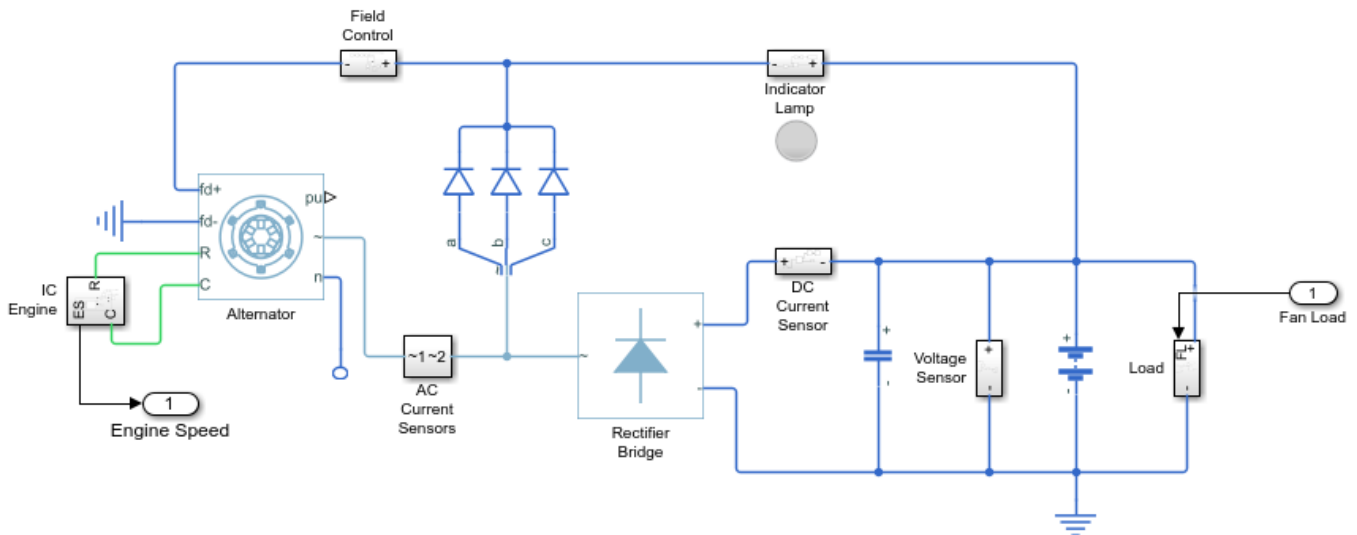 Field
Control
- +
- +
Indicator
Lamp
fd+
pu
fd-
a
b
c
~
~
R
n
C
Alternator
IC
Engine
R
ES
C
1
Engine Speed
~1 ~2
AC
Current
Sensors
~
+
-
Rectifier
Bridge
+ -
DC
Current
Sensor
+
-
Voltage
Sensor
+
-
+
-
Load
FL
+
-
1
Fan Load